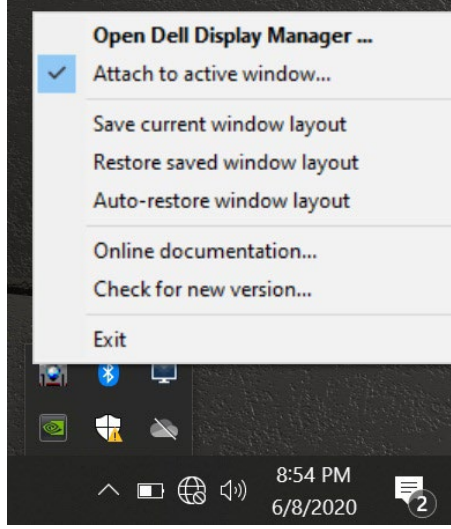 Open Dell Display Manager ...
Attach to active window...
Save current window layout
Restore saved window layout
Auto-restore window layout
Online documentation...
Check for new version...
Exit
8:54 PM
6/8/2020
2